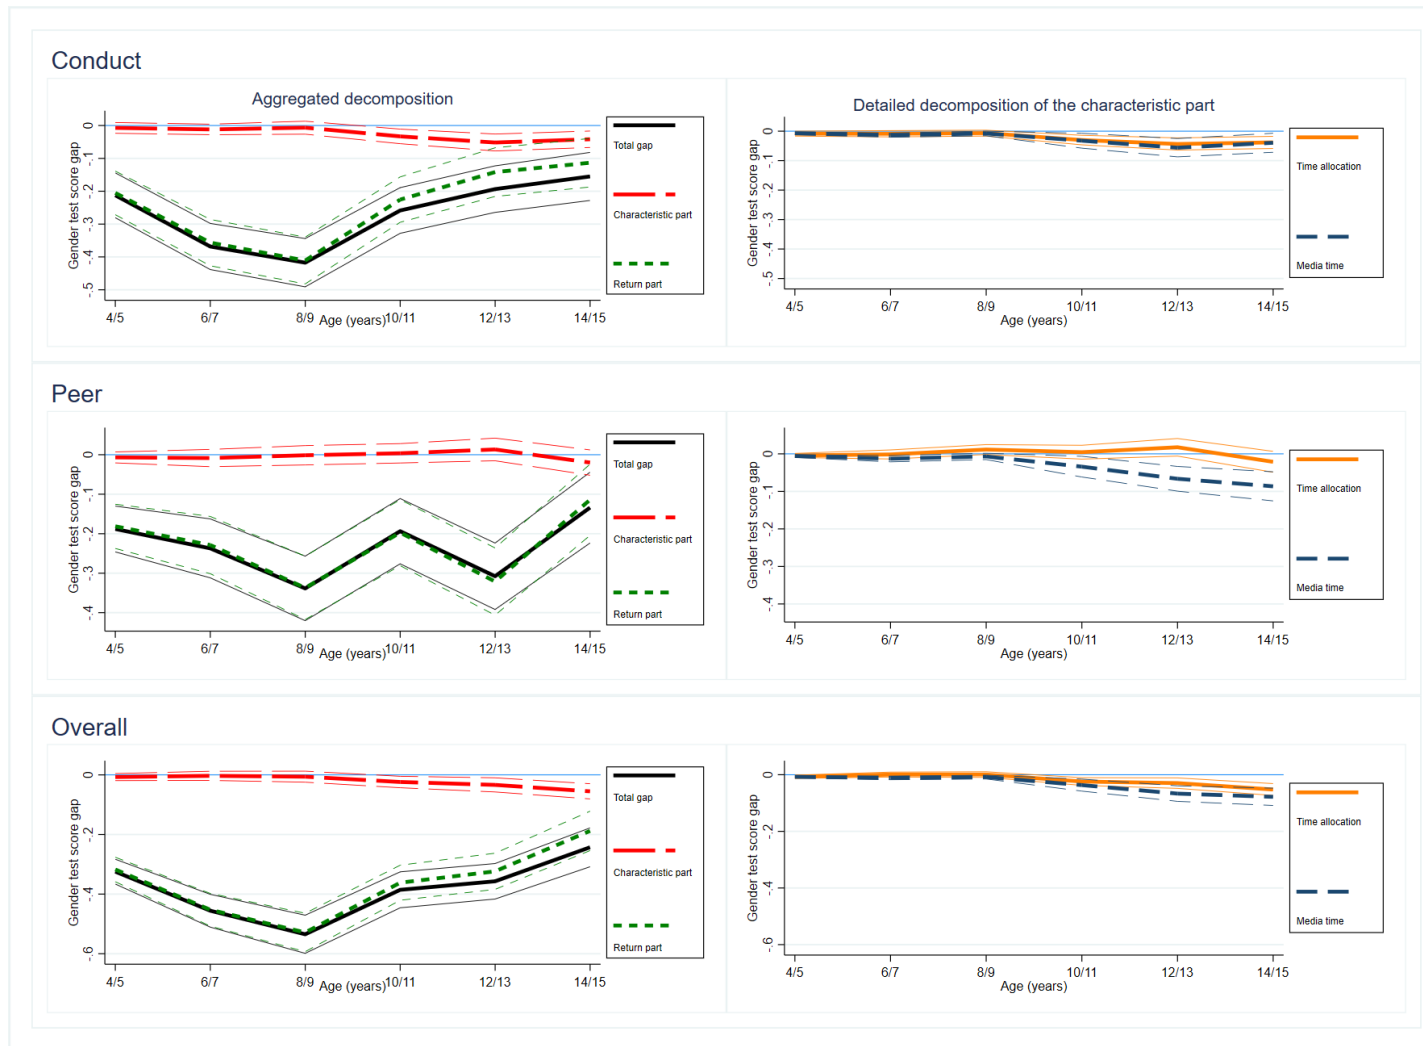 Conduct
Aggregated decomposition
Gender test score gap
0
-.1
-.2
-.3
-.4
-.5
4/5 6/7 8/9 10/11 12/13 14/15
Age (years)
Total gap
Characteristic part
Return part
Detailed decomposition of the characteristic part
Gender test score gap
0
-.1
-.2
-.3
-.4
-.5
4/5 6/7 8/9 10/11 12/13 14/15
Age (years)
Time allocation
Media time
Peer
Gender test score gap
0
-.1
-.2
-.3
-.4
4/5 6/7 8/9 10/11 12/13 14/15
Age (years)
Total gap
Characteristic part
Return part
Gender test score gap
0
-.1
-.2
-.3
-.4
4/5 6/7 8/9 10/11 12/13 14/15
Age (years)
Time allocation
Media time
Overall
Gender test score gap
0
-.2
-.4
-.6
4/5 6/7 8/9 10/11 12/13 14/15
Age (years)
Total gap
Characteristic part
Return part
Gender test score gap
0
-.2
-.4
-.6
4/5 6/7 8/9 10/11 12/13 14/15
Age (years)
Time allocation
Media time